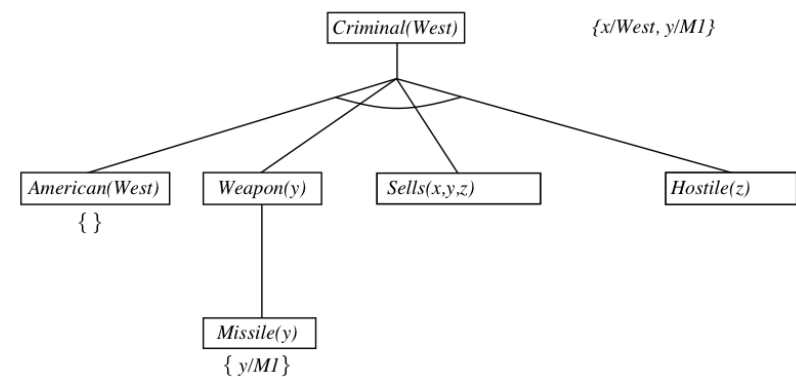 Criminal(West)
{x/West, y/M1}
American(West)
Weapon(y)
Sells(x,y,z)
Hostile(z)
{ }
Missile(y)
{ y/M1}